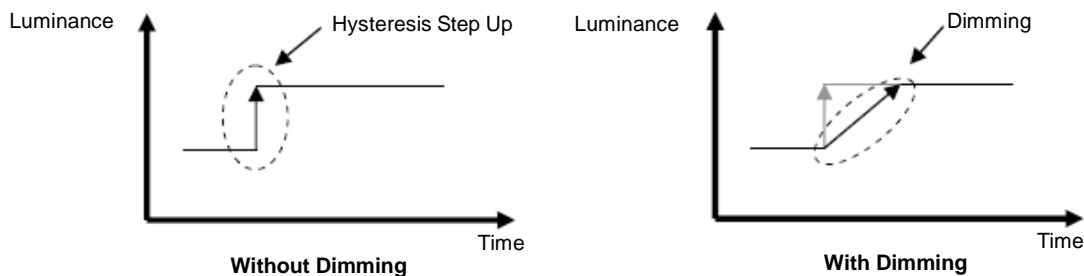 Luminance
Hysteresis Step Up
Time
Without Dimming
Luminance
Dimming
Time
With Dimming